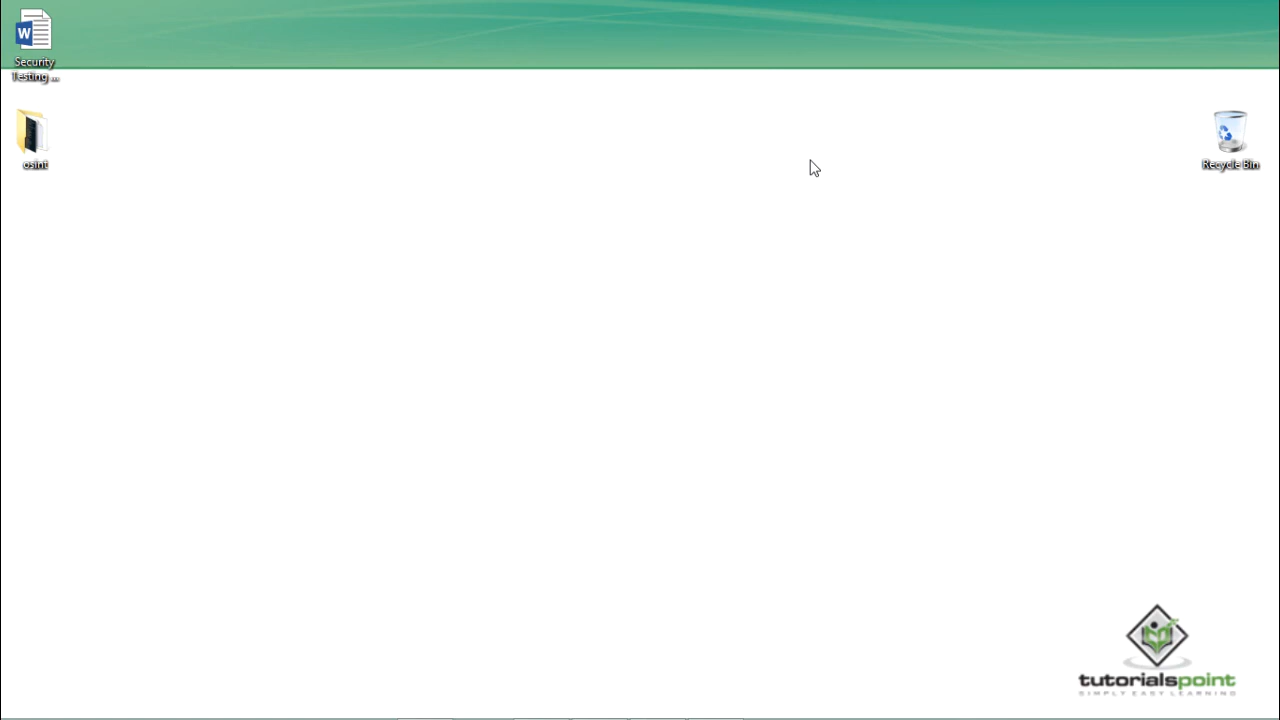 W
Security
Testing ...
osint
Recycle Bin
tutorialspoint
SIMPLY EASY LEARNING